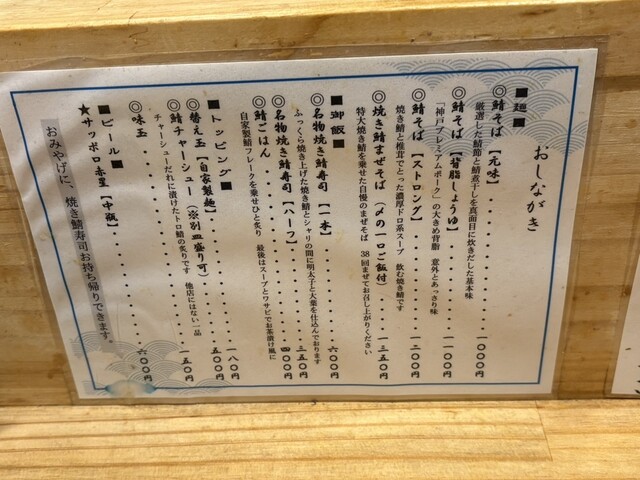 おしながき
■麺■
◎鯖そば【元味】・・・・・・・・・一〇〇〇円
厳選した鯖節と鯖煮干しを真面目に炊きだした基本味
◎鯖そば【背脂しょうゆ】・・・・・一一〇〇円
「神戸プレミアムポーク」の大きめ背脂 意外とあっさり味
◎鯖そば【ストロング】・・・・・・一二〇〇円
焼き鯖と椎茸でとった濃厚ドロ系スープ 飲む焼き鯖です
◎焼き鯖まぜそば（〆の一口ご飯付）・・・一三五〇円
特大焼き鯖を乗せた自慢のまぜそば 38回まぜてお召し上がりください
■御飯■
◎名物焼き鯖寿司【一本】・・・・・六〇〇円
ふっくら焼き上げた焼き鯖とシャリの間に明太子と大葉を仕込んでおります
◎名物焼き鯖寿司【ハーフ】・・・・三五〇円
◎鯖ごはん・・・・・・・・・・・・四〇〇円
自家製鯖フレークを乗せひと炙り 最後はスープとワサビでお茶漬け風に
■トッピング■
◎替え玉【自家製麺】・・・・・・・一八〇円
◎鯖チャーシュー（※別盛り可）・・・五〇〇円
チャーシューだれに漬けたトロ鯖の炙りです 他店にはない一品
◎味玉・・・・・・・・・・・・・・一五〇円
■ビール■
★サッポロ赤星【中瓶】・・・・・・六〇〇円
おみやげに、焼き鯖寿司お持ち帰りできます。